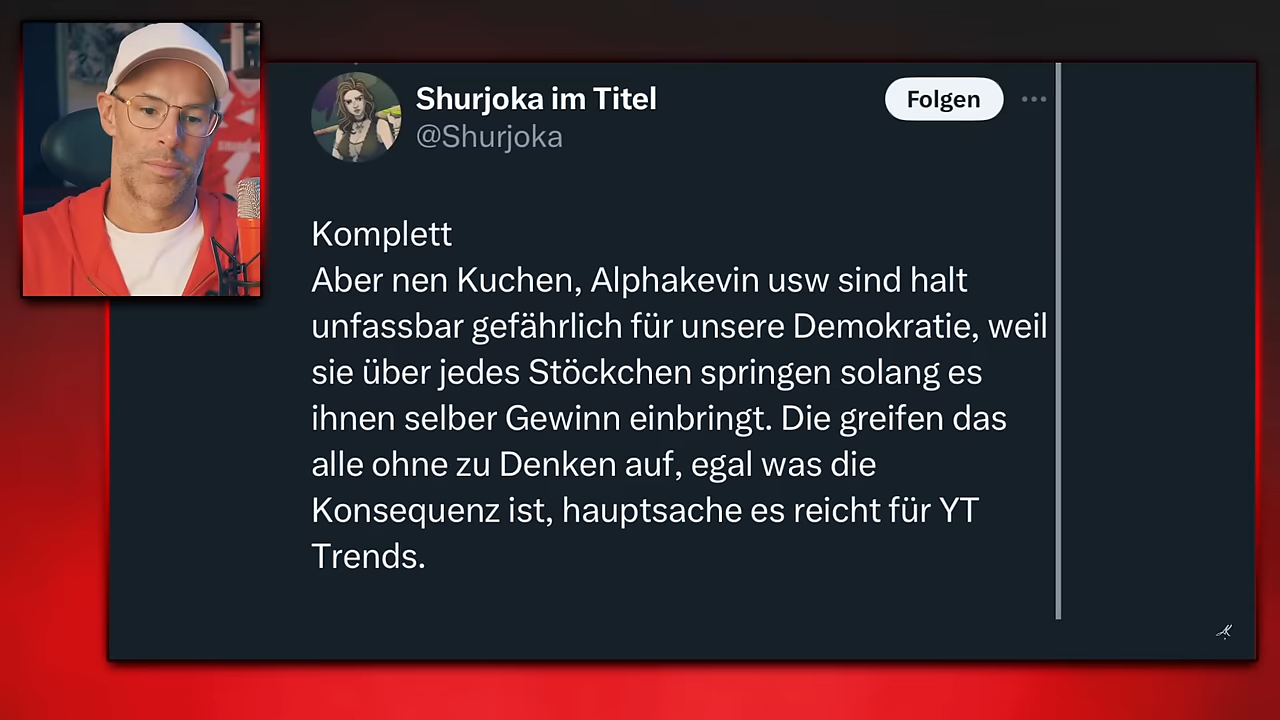 Shurjoka im Titel
@Shurjoka
Folgen
Komplett
Aber nen Kuchen, Alphakevin usw sind halt
unfassbar gefährlich für unsere Demokratie, weil
sie über jedes Stöckchen springen solang es
ihnen selber Gewinn einbringt. Die greifen das
alle ohne zu Denken auf, egal was die
Konsequenz ist, hauptsache es reicht für YT
Trends.